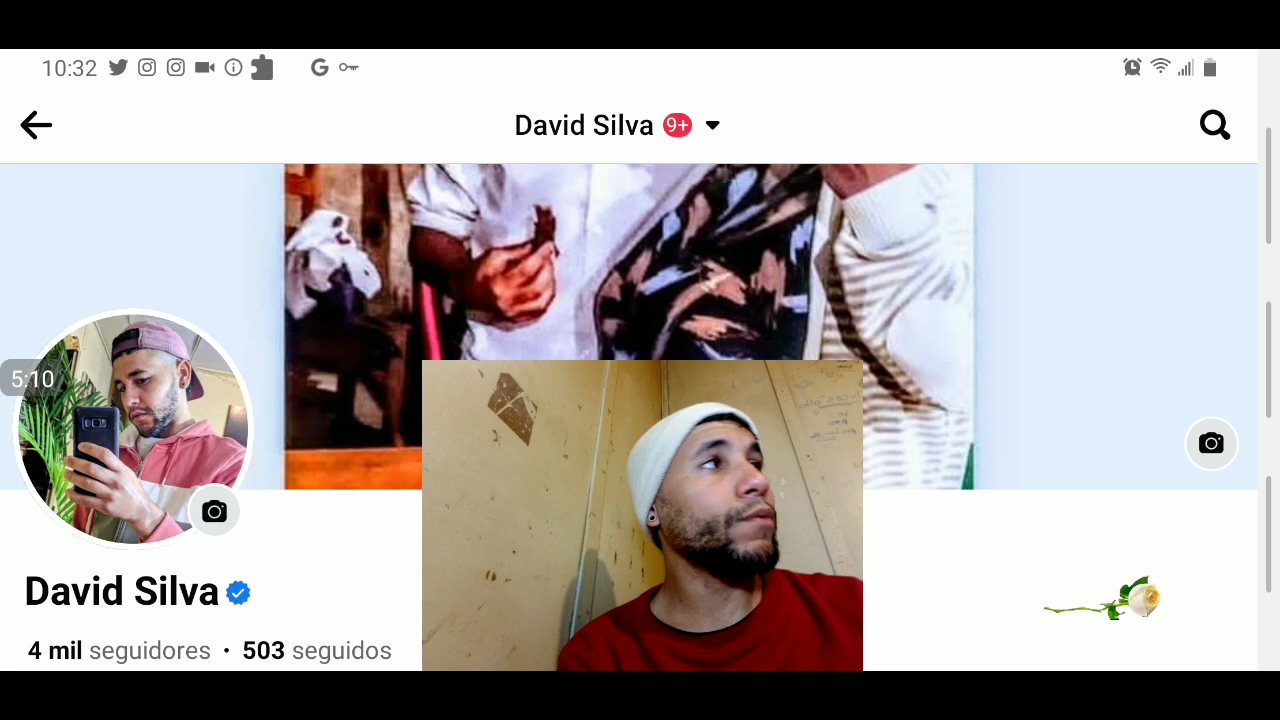 10:32
David Silva 9+
5:10
David Silva
4 mil seguidores • 503 seguidos